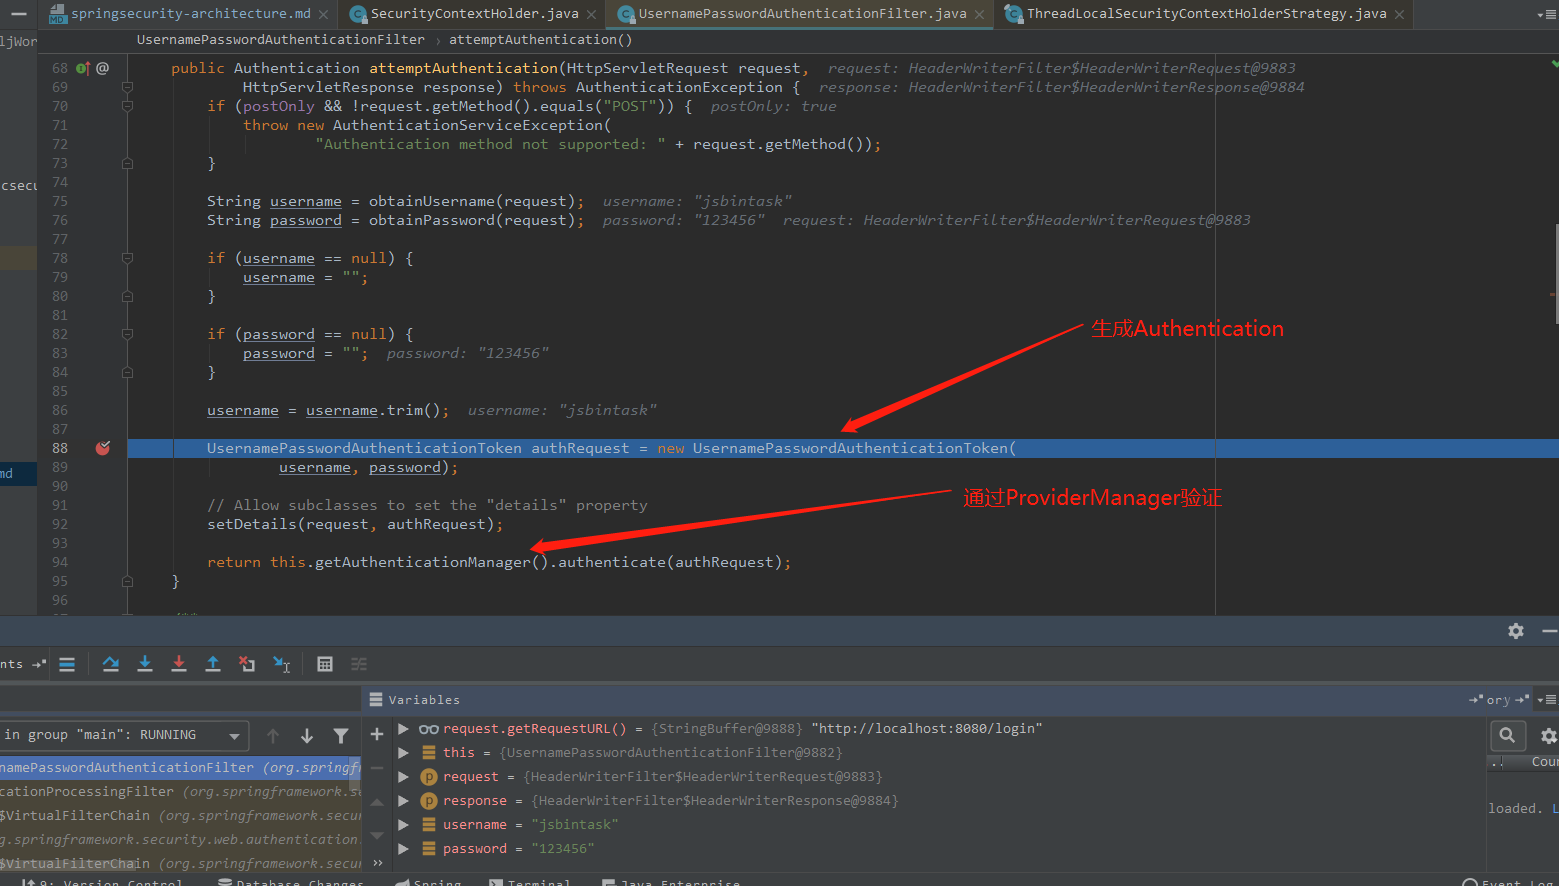 springsecurity-architecture.md
SecurityContextHolder.java
UsernamePasswordAuthenticationFilter.java
ThreadLocalSecurityContextHolderStrategy.java
UsernamePasswordAuthenticationFilter › attemptAuthentication()
68 public Authentication attemptAuthentication(HttpServletRequest request, request: HeaderWriterFilter$HeaderWriterRequest@9883
69 HttpServletResponse response) throws AuthenticationException { response: HeaderWriterFilter$HeaderWriterResponse@9884
70 if (postOnly && !request.getMethod().equals("POST")) { postOnly: true
71 throw new AuthenticationServiceException(
72 "Authentication method not supported: " + request.getMethod());
73 }
74
75 String username = obtainUsername(request); username: "jsbintask"
76 String password = obtainPassword(request); password: "123456" request: HeaderWriterFilter$HeaderWriterRequest@9883
77
78 if (username == null) {
79 username = "";
80 }
81
82 if (password == null) {
83 password = ""; password: "123456"
84 }
85
86 username = username.trim(); username: "jsbintask"
87
88 UsernamePasswordAuthenticationToken authRequest = new UsernamePasswordAuthenticationToken(
89 username, password);
90
91 // Allow subclasses to set the "details" property
92 setDetails(request, authRequest);
93
94 return this.getAuthenticationManager().authenticate(authRequest);
95 }
96
生成Authentication
通过ProviderManager验证
ljWor
csecu
md
nts
Variables
ory
in group "main": RUNNING
namePasswordAuthenticationFilter (org.springfr
cationProcessingFilter (org.springframework.se
$VirtualFilterChain (org.springframework.secur
g.springframework.security.web.authentication.
$VirtualFilterChain (org.springframework.secur
request.getRequestURL() = {StringBuffer@9888} "http://localhost:8080/login"
this = {UsernamePasswordAuthenticationFilter@9882}
request = {HeaderWriterFilter$HeaderWriterRequest@9883}
response = {HeaderWriterFilter$HeaderWriterResponse@9884}
username = "jsbintask"
password = "123456"
Cour
loaded. L
9: Version Control
Database Changes
Spring
Terminal
Java Enterprise
Event Log